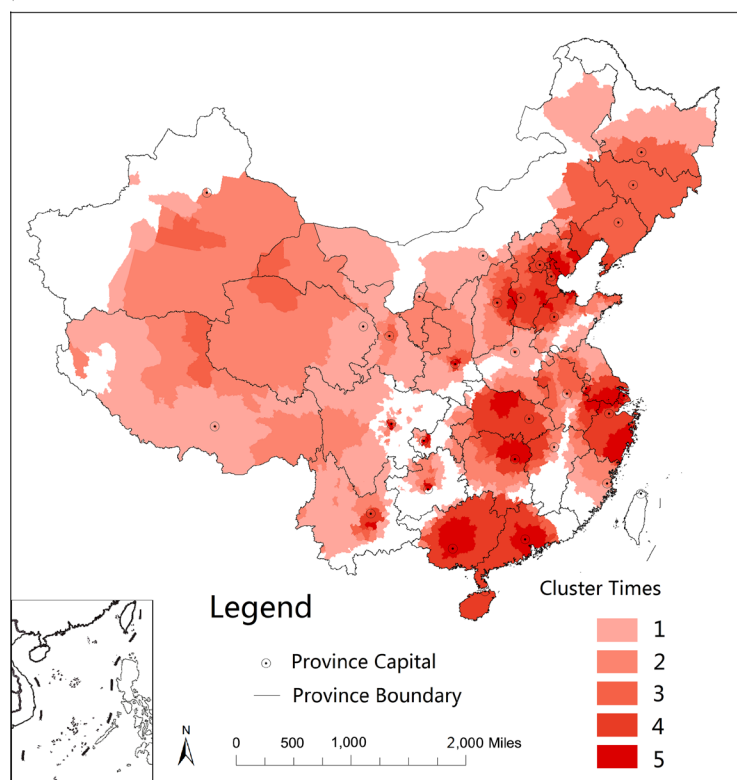 Cluster Times
Legend
1
Province Capital
2
Province Boundary
3
N
4
0 500 1,000 2,000 Miles
5